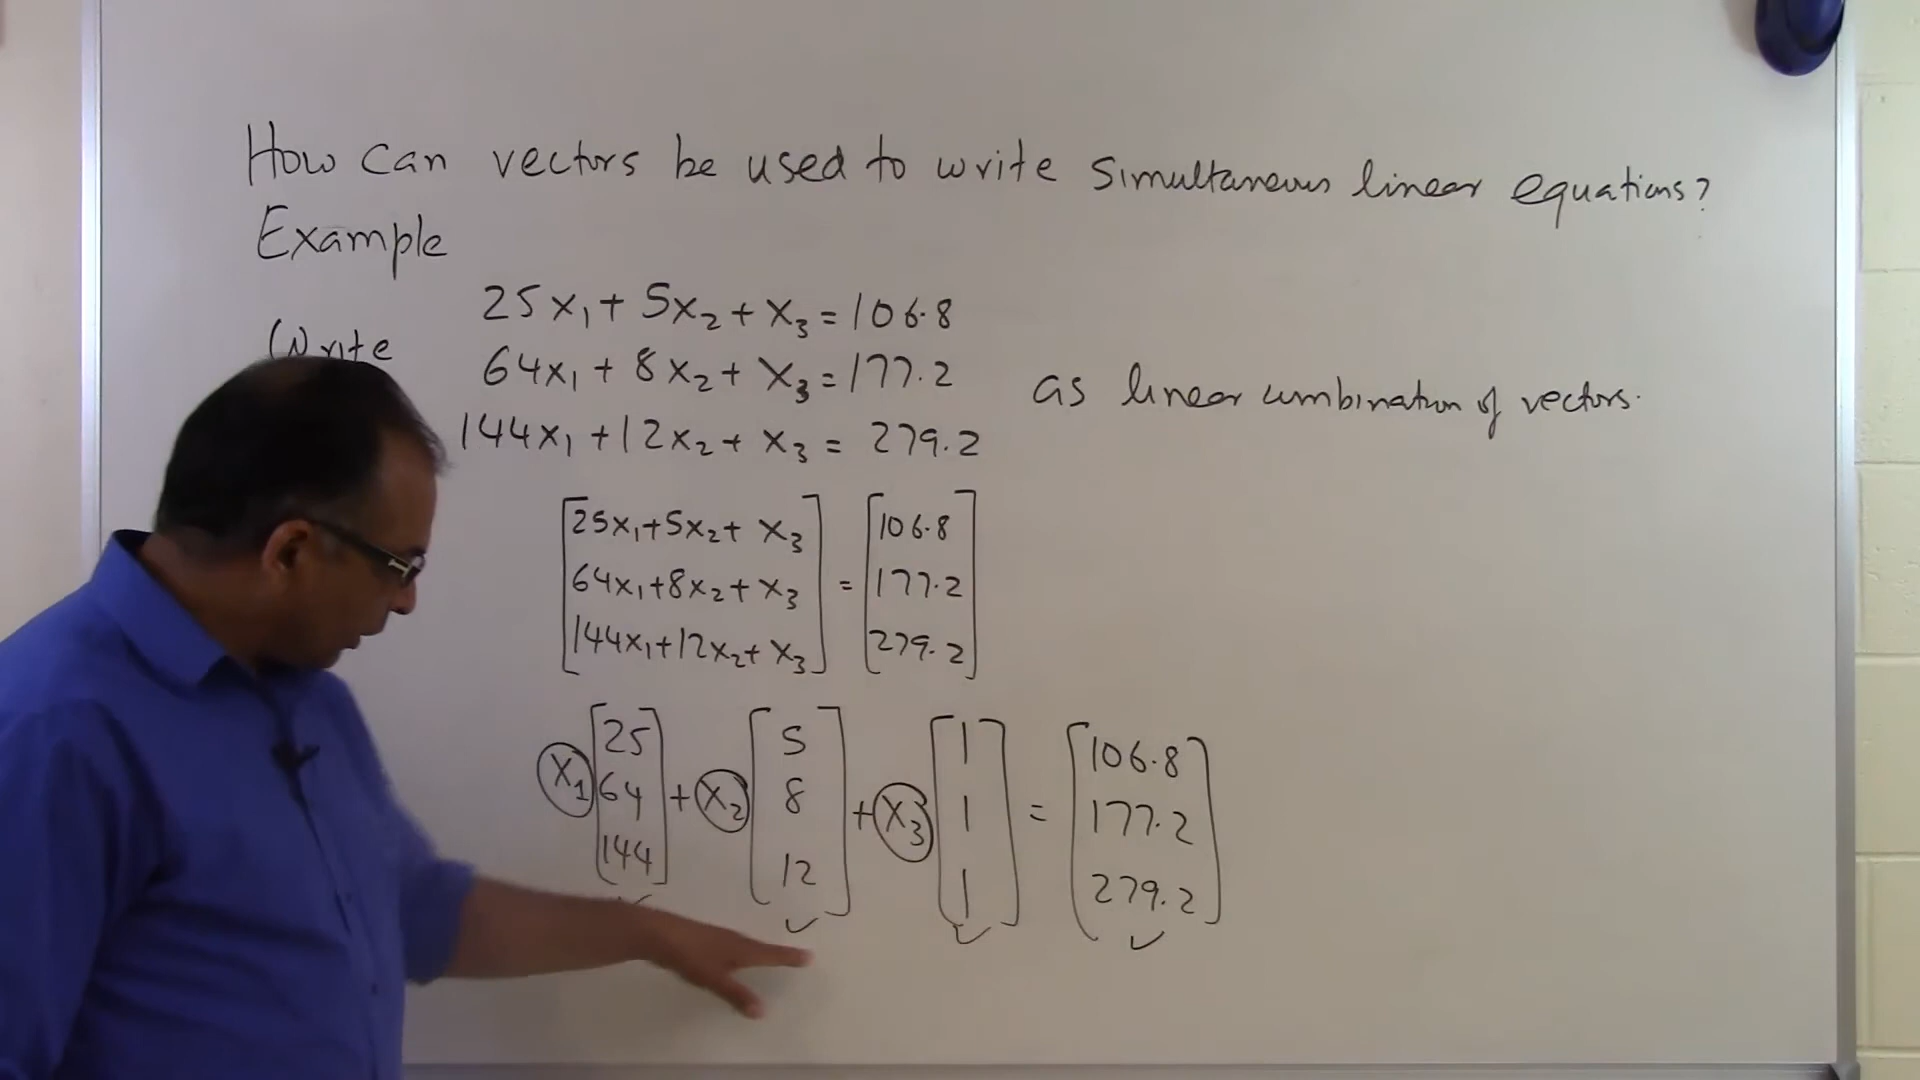 How can vectors be used to write simultaneous linear equations?
Example
Write
25x₁ + 5x₂ + x₃ = 106.8
64x₁ + 8x₂ + x₃ = 177.2
144x₁ + 12x₂ + x₃ = 279.2
as linear combination of vectors.
[25x₁+5x₂+ x₃] = [106.8]
[64x₁+8x₂+ x₃] = [177.2]
[144x₁+12x₂+ x₃] = [279.2]
x₁ [25 64 144] + x₂ [5 8 12] + x₃ [1 1 1] = [106.8 177.2 279.2]